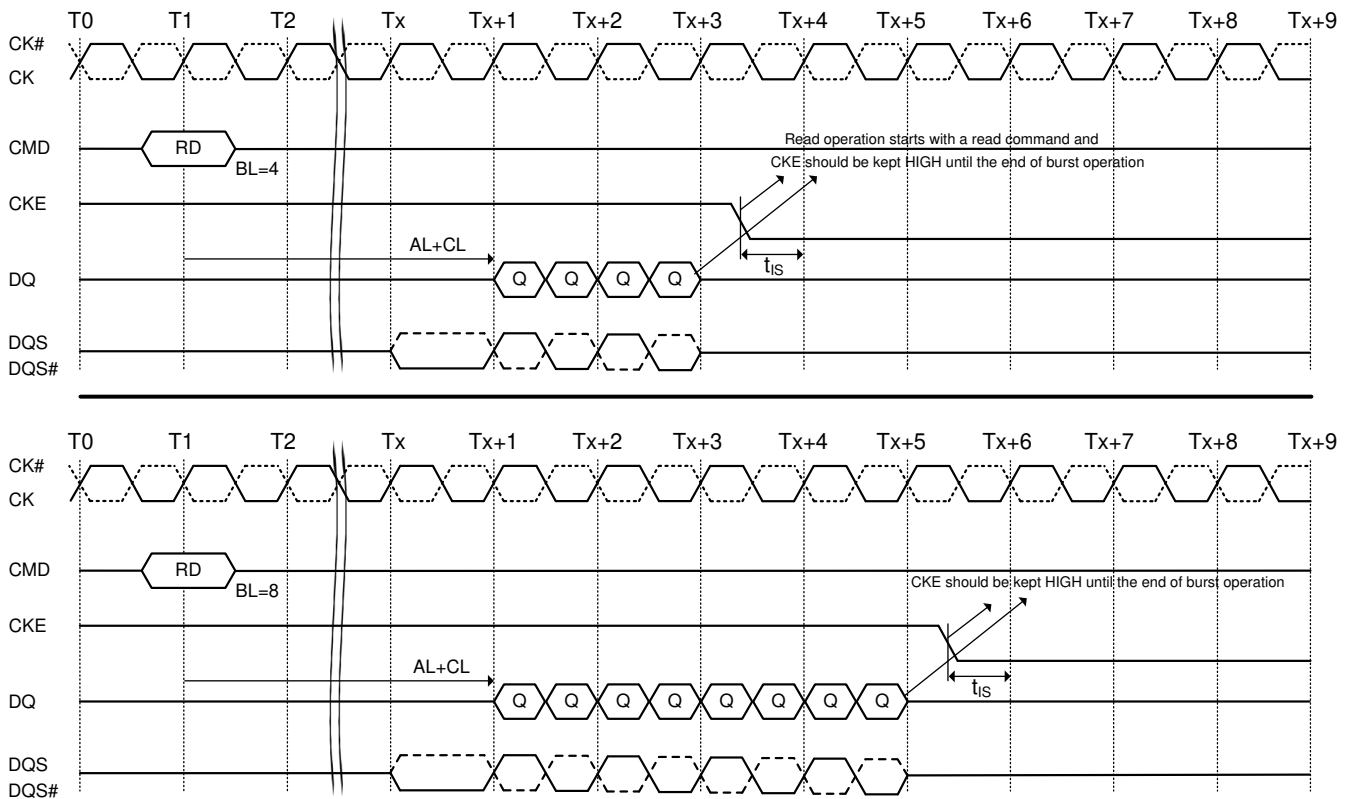 T0 T1 T2 Tx Tx+1 Tx+2 Tx+3 Tx+4 Tx+5 Tx+6 Tx+7 Tx+8 Tx+9
CK#
CK
Read operation starts with a read command and
CMD RD
CKE should be kept HIGH until the end of burst operation
BL=4
CKE
AL+CL
tIS
DQ Q Q Q Q
DQS
DQS#
T0 T1 T2 Tx Tx+1 Tx+2 Tx+3 Tx+4 Tx+5 Tx+6 Tx+7 Tx+8 Tx+9
CK#
CK
CMD RD
CKE should be kept HIGH until the end of burst operation
BL=8
CKE
AL+CL
tIS
DQ Q Q Q Q Q Q Q Q
DQS
DQS#